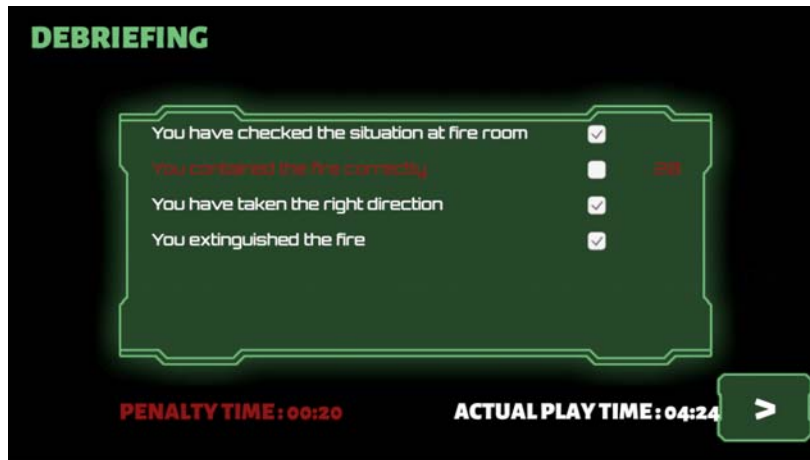 DEBRIEFING
You have checked the situation at fire room
You contained the fire correctly
You have taken the right direction
You extinguished the fire
PENALTY TIME: 00:20
ACTUAL PLAY TIME: 04:24
>